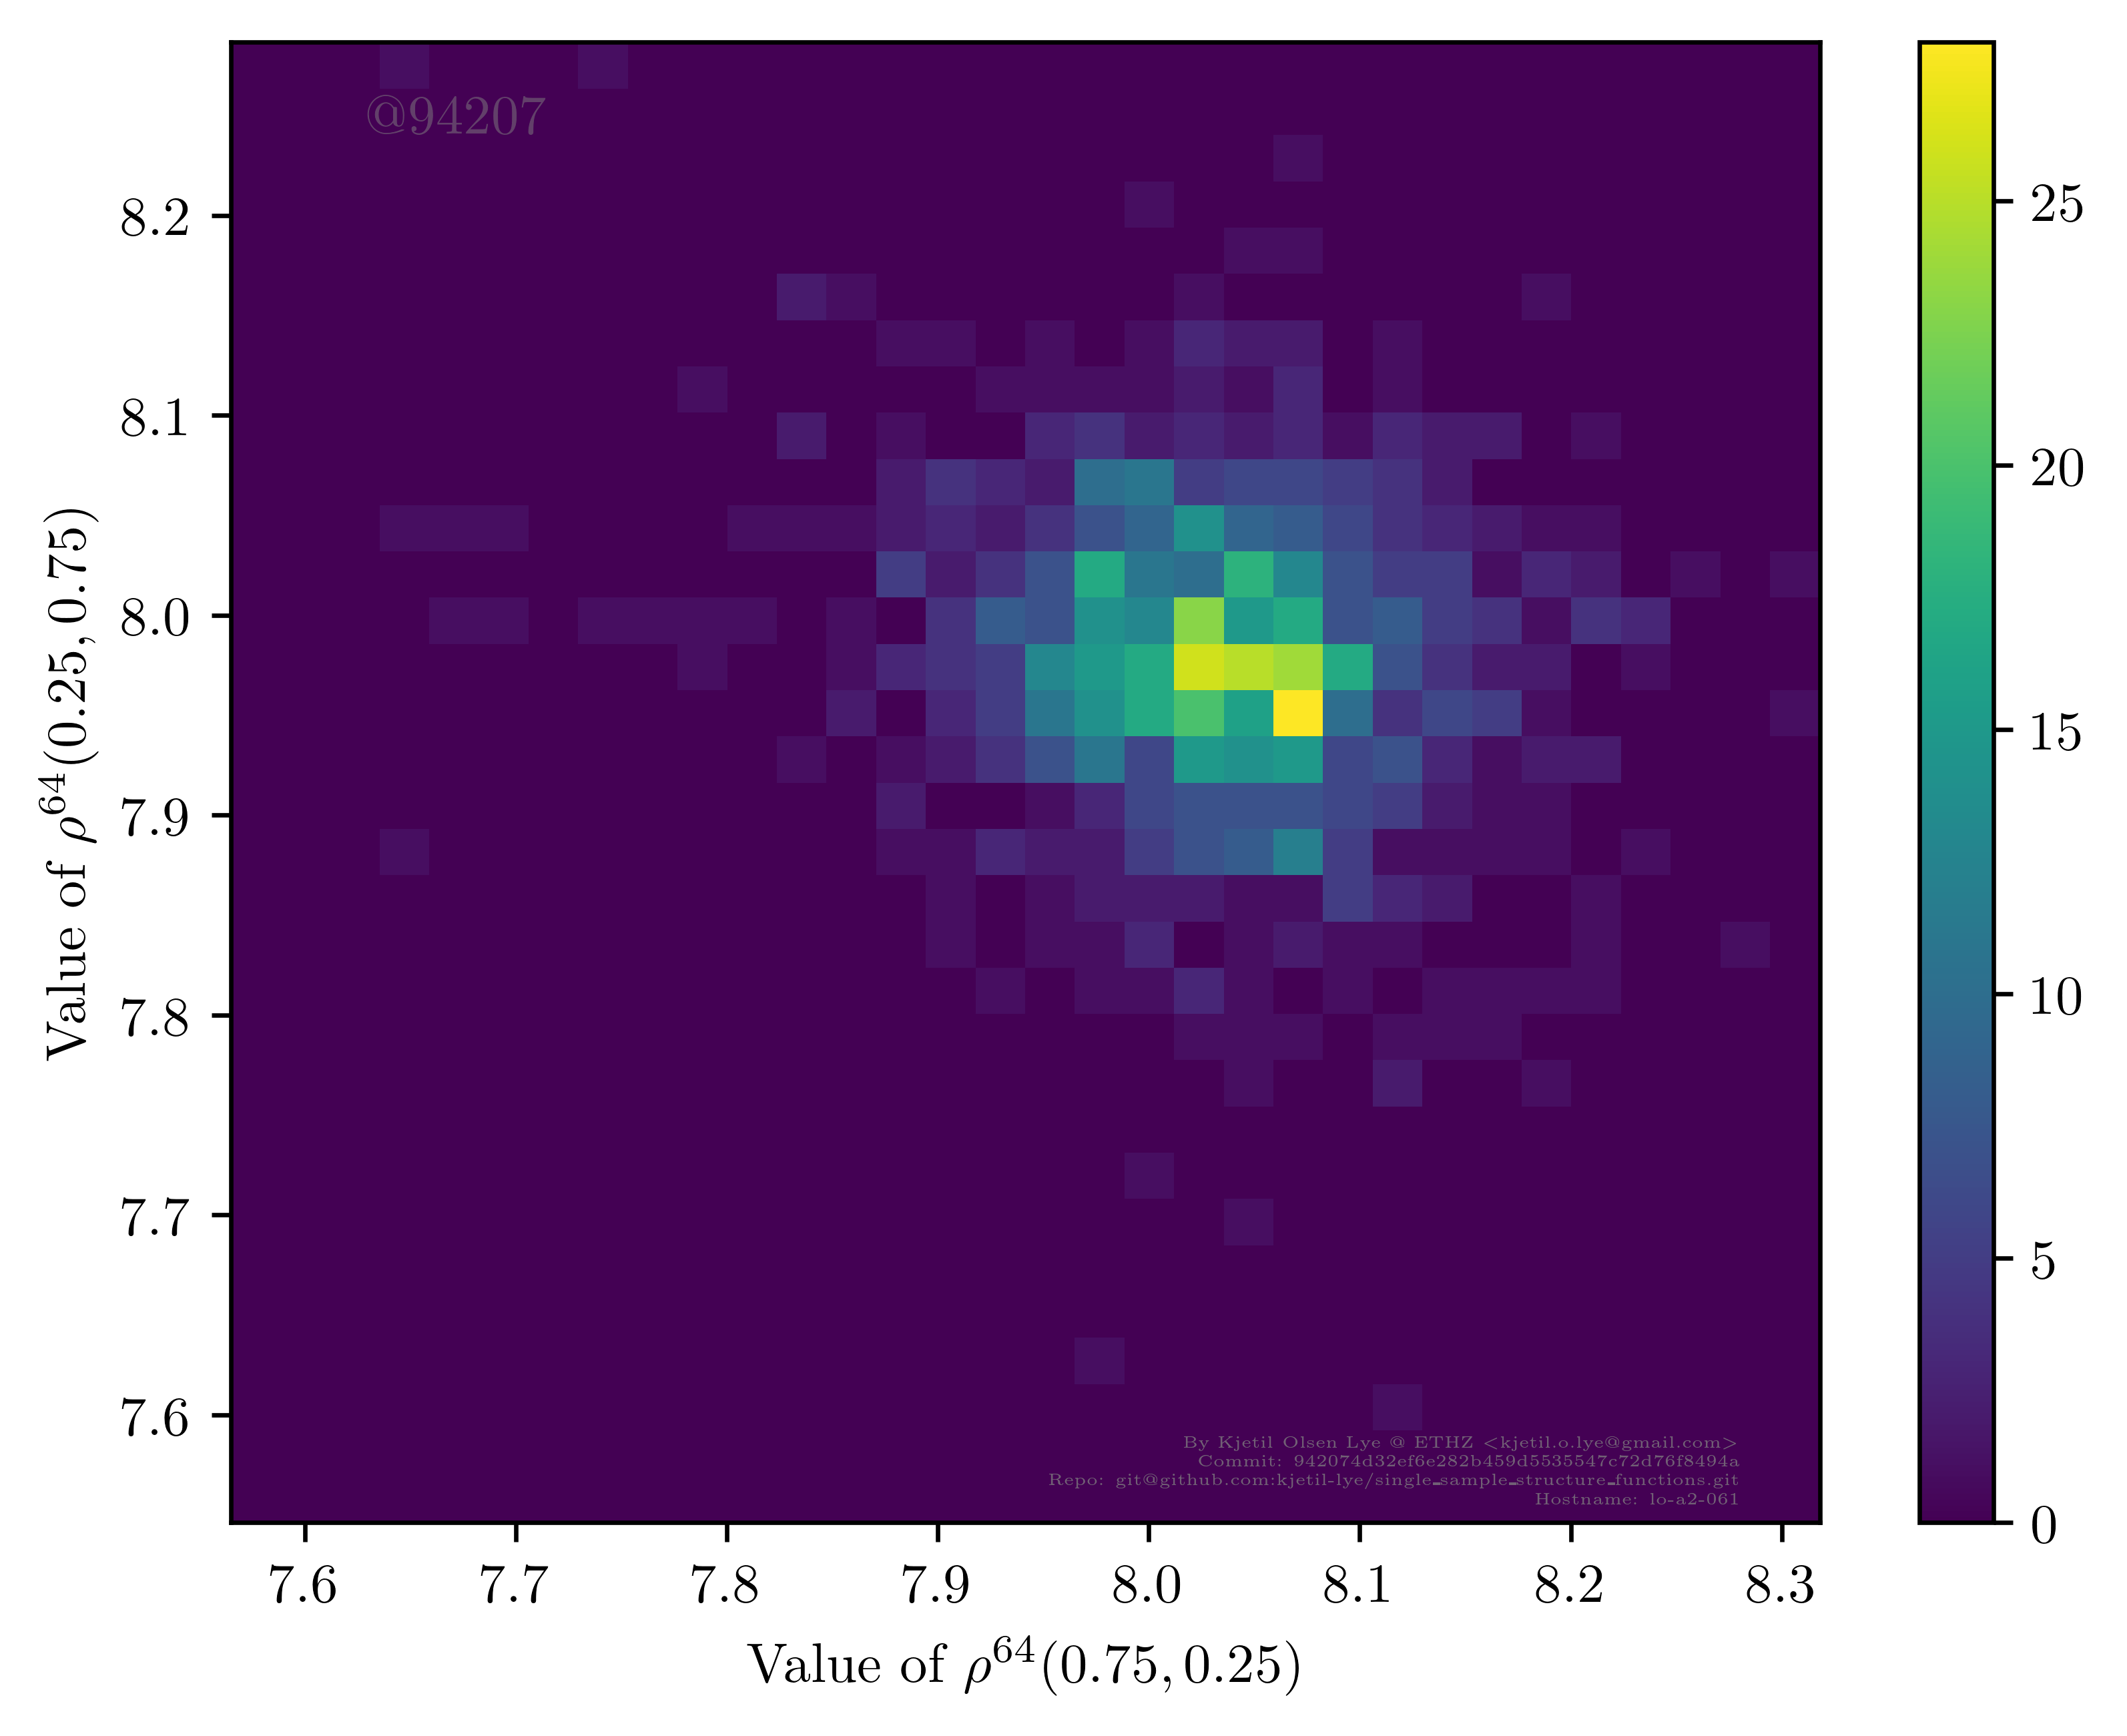 @94207
8.2
8.1
8.0
7.9
7.8
7.7
7.6
Value of ρ^64(0.25, 0.75)
7.6 7.7 7.8 7.9 8.0 8.1 8.2 8.3
Value of ρ^64(0.75, 0.25)
25
20
15
10
5
0
By Kjetil Olsen Lye @ ETHZ <kjetil.o.lye@gmail.com>
Commit: 942074d32ef6e282b459d5535547c72d76f8494a
Repo: git@github.com:kjetil-lye/single_sample_structure_functions.git
Hostname: lo-a2-061